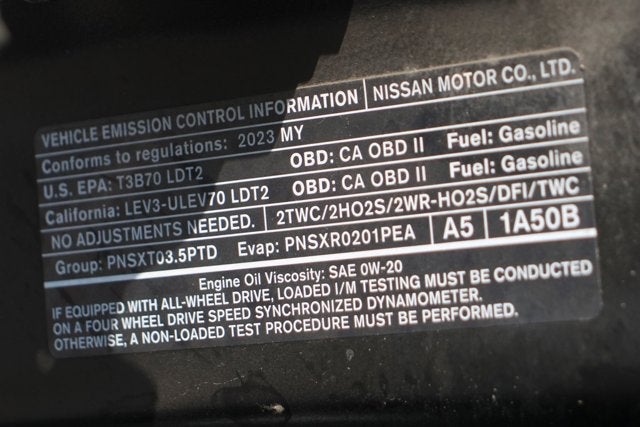 VEHICLE EMISSION CONTROL INFORMATION NISSAN MOTOR CO., LTD.
Conforms to regulations: 2023 MY
U.S. EPA: T3B70 LDT2 OBD: CA OBD II Fuel: Gasoline
California: LEV3-ULEV70 LDT2 OBD: CA OBD II Fuel: Gasoline
NO ADJUSTMENTS NEEDED. 2TWC/2HO2S/2WR-HO2S/DFI/TWC
Group: PNSXT03.5PTD Evap: PNSXR0201PEA A5 1A50B
Engine Oil Viscosity: SAE 0W-20
IF EQUIPPED WITH ALL-WHEEL DRIVE, LOADED I/M TESTING MUST BE CONDUCTED
ON A FOUR WHEEL DRIVE SPEED SYNCHRONIZED DYNAMOMETER.
OTHERWISE, A NON-LOADED TEST PROCEDURE MUST BE PERFORMED.